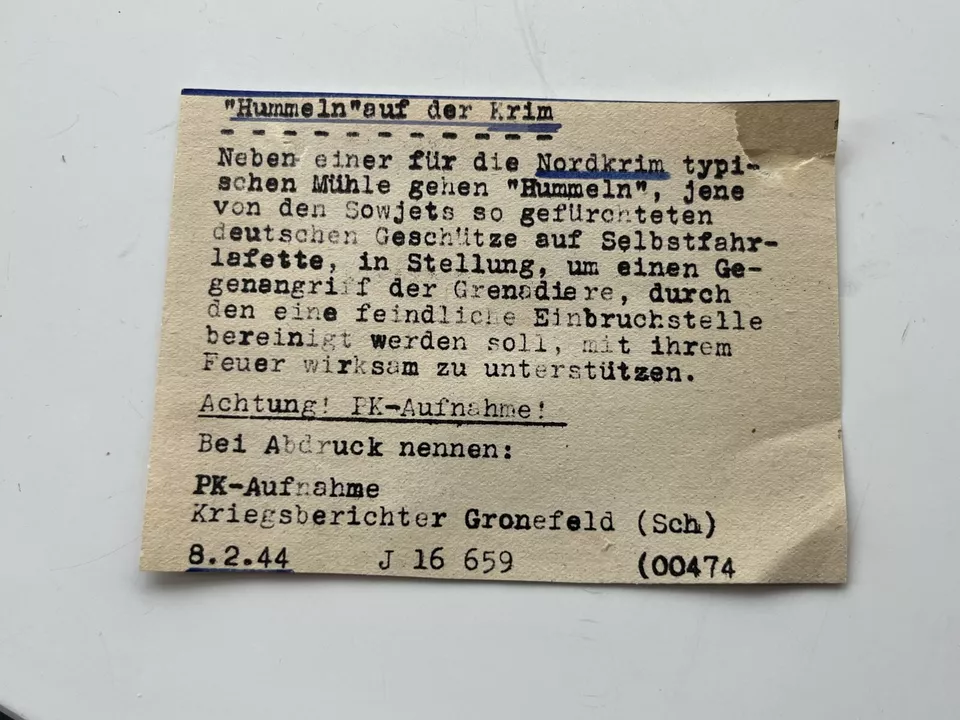 "Hummeln"auf der Krim
Neben einer für die Nordkrim typi-
schen Mühle gehen "Hummeln", jene
von den Sowjets so gefürchteten
deutschen Geschütze auf Selbstfahr-
lafette, in Stellung, um einen Ge-
genangriff der Grenadiere, durch
den eine feindliche Einbruchstelle
bereinigt werden soll, mit ihrem
Feuer wirksam zu unterstützen.
Achtung! PK-Aufnahme!
Bei Abdruck nennen:
PK-Aufnahme
Kriegsberichter Gronefeld (Sch)
8.2.44 J 16 659 (00474